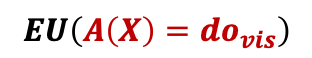 EU(A(X) = do_vis)